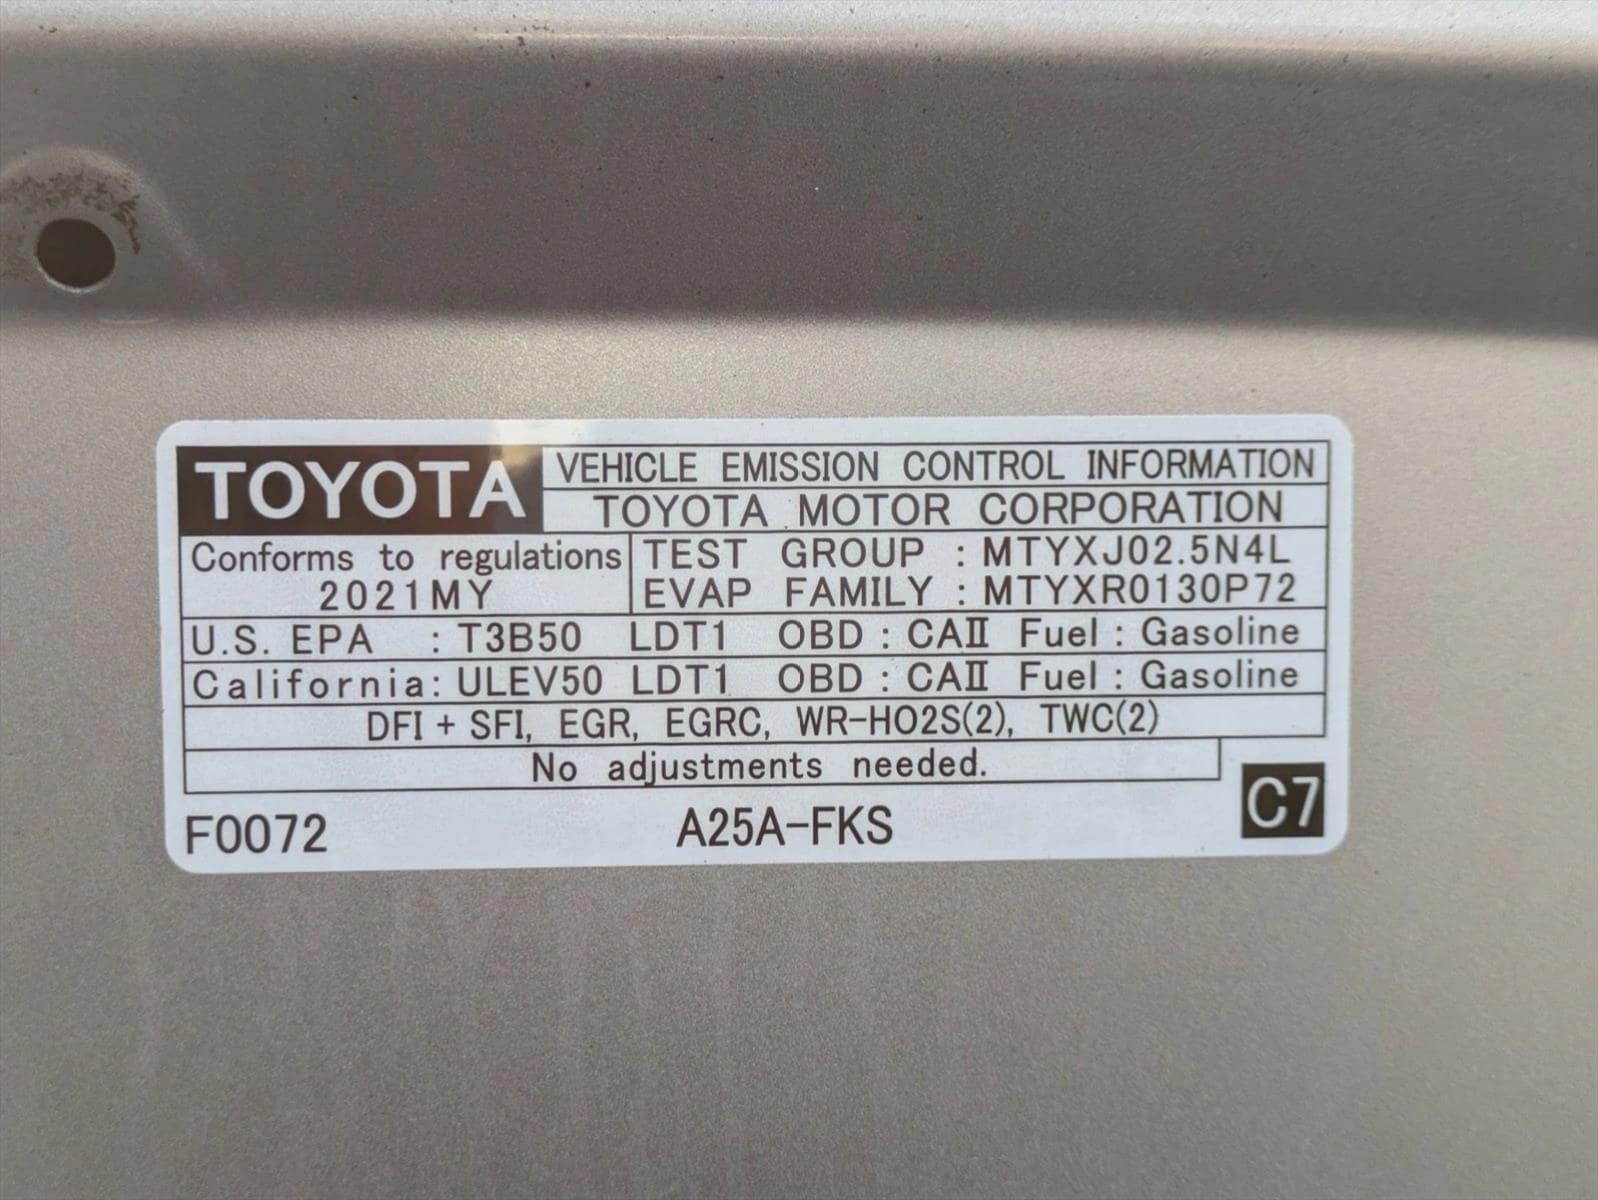 TOYOTA VEHICLE EMISSION CONTROL INFORMATION
TOYOTA MOTOR CORPORATION
Conforms to regulations TEST GROUP : MTYXJ02.5N4L
2021MY EVAP FAMILY : MTYXR0130P72
U.S. EPA : T3B50 LDT1 OBD : CAII Fuel : Gasoline
California: ULEV50 LDT1 OBD : CAII Fuel : Gasoline
DFI + SFI, EGR, EGRC, WR-HO2S(2), TWC(2)
No adjustments needed.
F0072 A25A-FKS C7